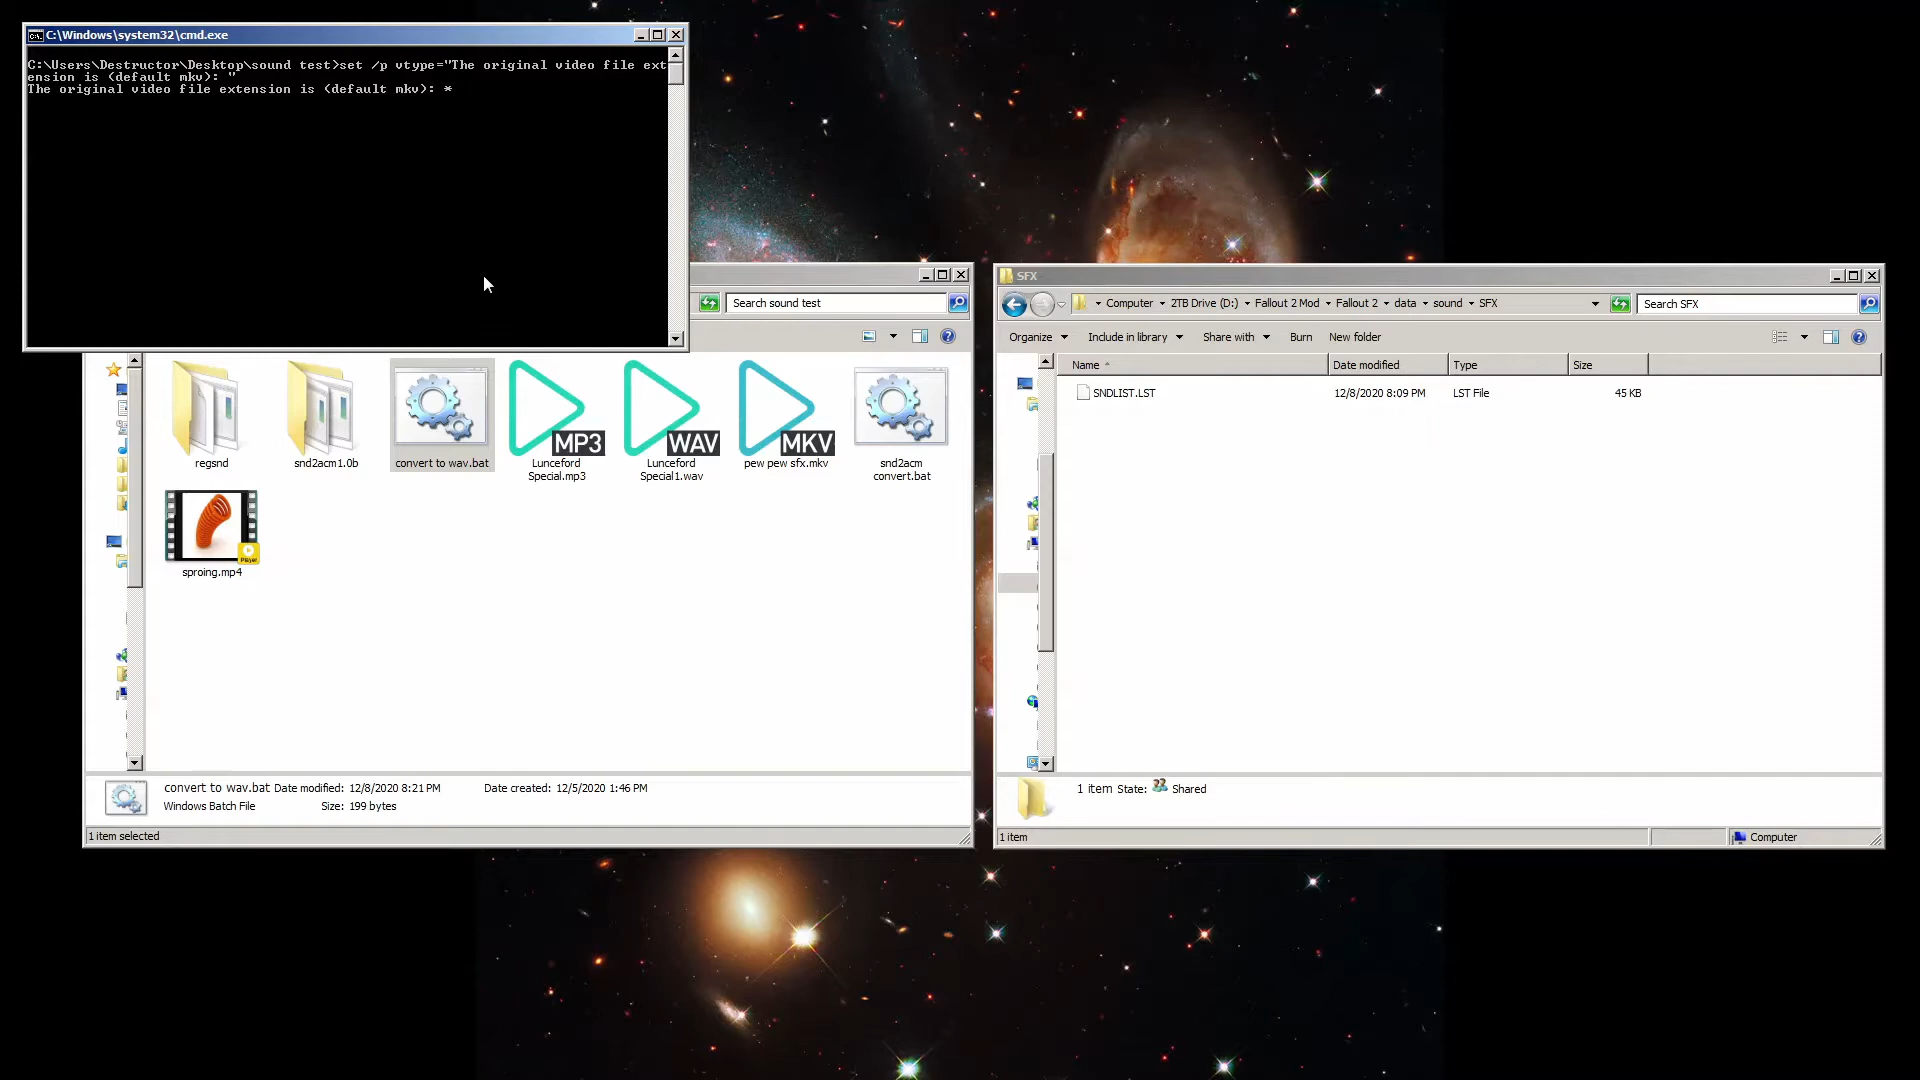 C:\Windows\system32\cmd.exe
C:\Users\Destructor\Desktop\sound test>set /p vtype="The original video file ext
ension is (default mkv): "
The original video file extension is (default mkv): *
Search sound test
regsnd
snd2acm1.0b
convert to wav.bat
MP3
Lunceford
Special.mp3
WAV
Lunceford
Special1.wav
MKV
pew pew sfx.mkv
snd2acm
convert.bat
sproing.mp4
convert to wav.bat Date modified: 12/8/2020 8:21 PM Date created: 12/5/2020 1:46 PM
Windows Batch File Size: 199 bytes
1 item selected
SFX
Computer 2TB Drive (D:) Fallout 2 Mod Fallout 2 data sound SFX
Search SFX
Organize Include in library Share with Burn New folder
Name Date modified Type Size
SNDLIST.LST 12/8/2020 8:09 PM LST File 45 KB
1 item State: Shared
1 item Computer